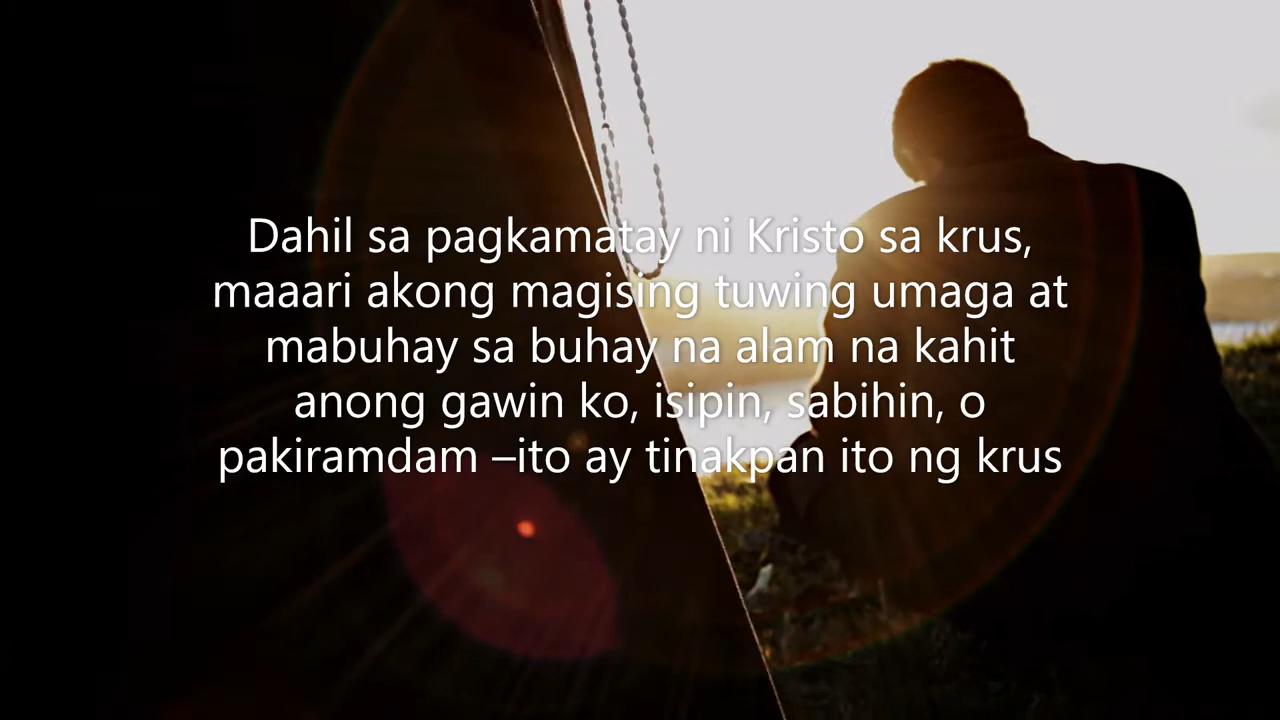 Dahil sa pagkamatay ni Kristo sa krus,
maaari akong magising tuwing umaga at
mabuhay sa buhay na alam na kahit
anong gawin ko, isipin, sabihin, o
pakiramdam –ito ay tinakpan ito ng krus